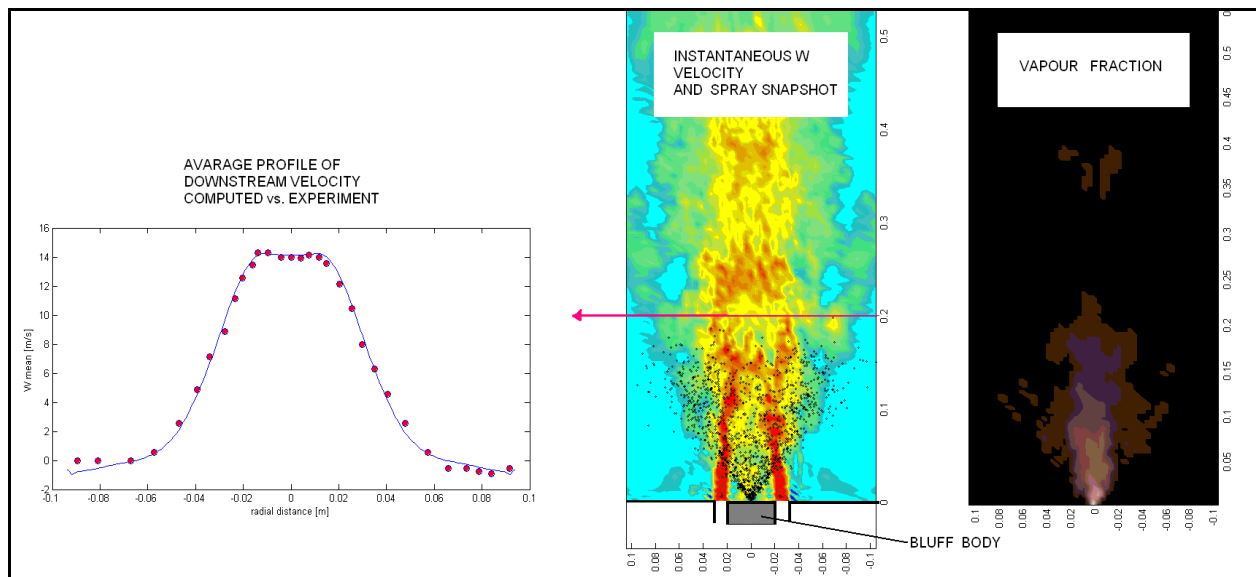 AVARAGE PROFILE OF
DOWNSTREAM VELOCITY
COMPUTED vs. EXPERIMENT
16
14
12
10
8
6
4
2
0
-2
W mean [m/s]
-0.1 -0.08 -0.06 -0.04 -0.02 0 0.02 0.04 0.06 0.08 0.1
radial distance [m]
INSTANTANEOUS W
VELOCITY
AND SPRAY SNAPSHOT
0.5
0.4
0.3
0.2
0.1
0
0.1 0.08 0.06 0.04 0.02 0 -0.02 -0.04 -0.06 -0.08 -0.1
BLUFF BODY
VAPOUR FRACTION
0.5
0.45
0.4
0.35
0.3
0.25
0.2
0.15
0.1
0.05
0.1 0.08 0.06 0.04 0.02 0 -0.02 -0.04 -0.06 -0.08 -0.1